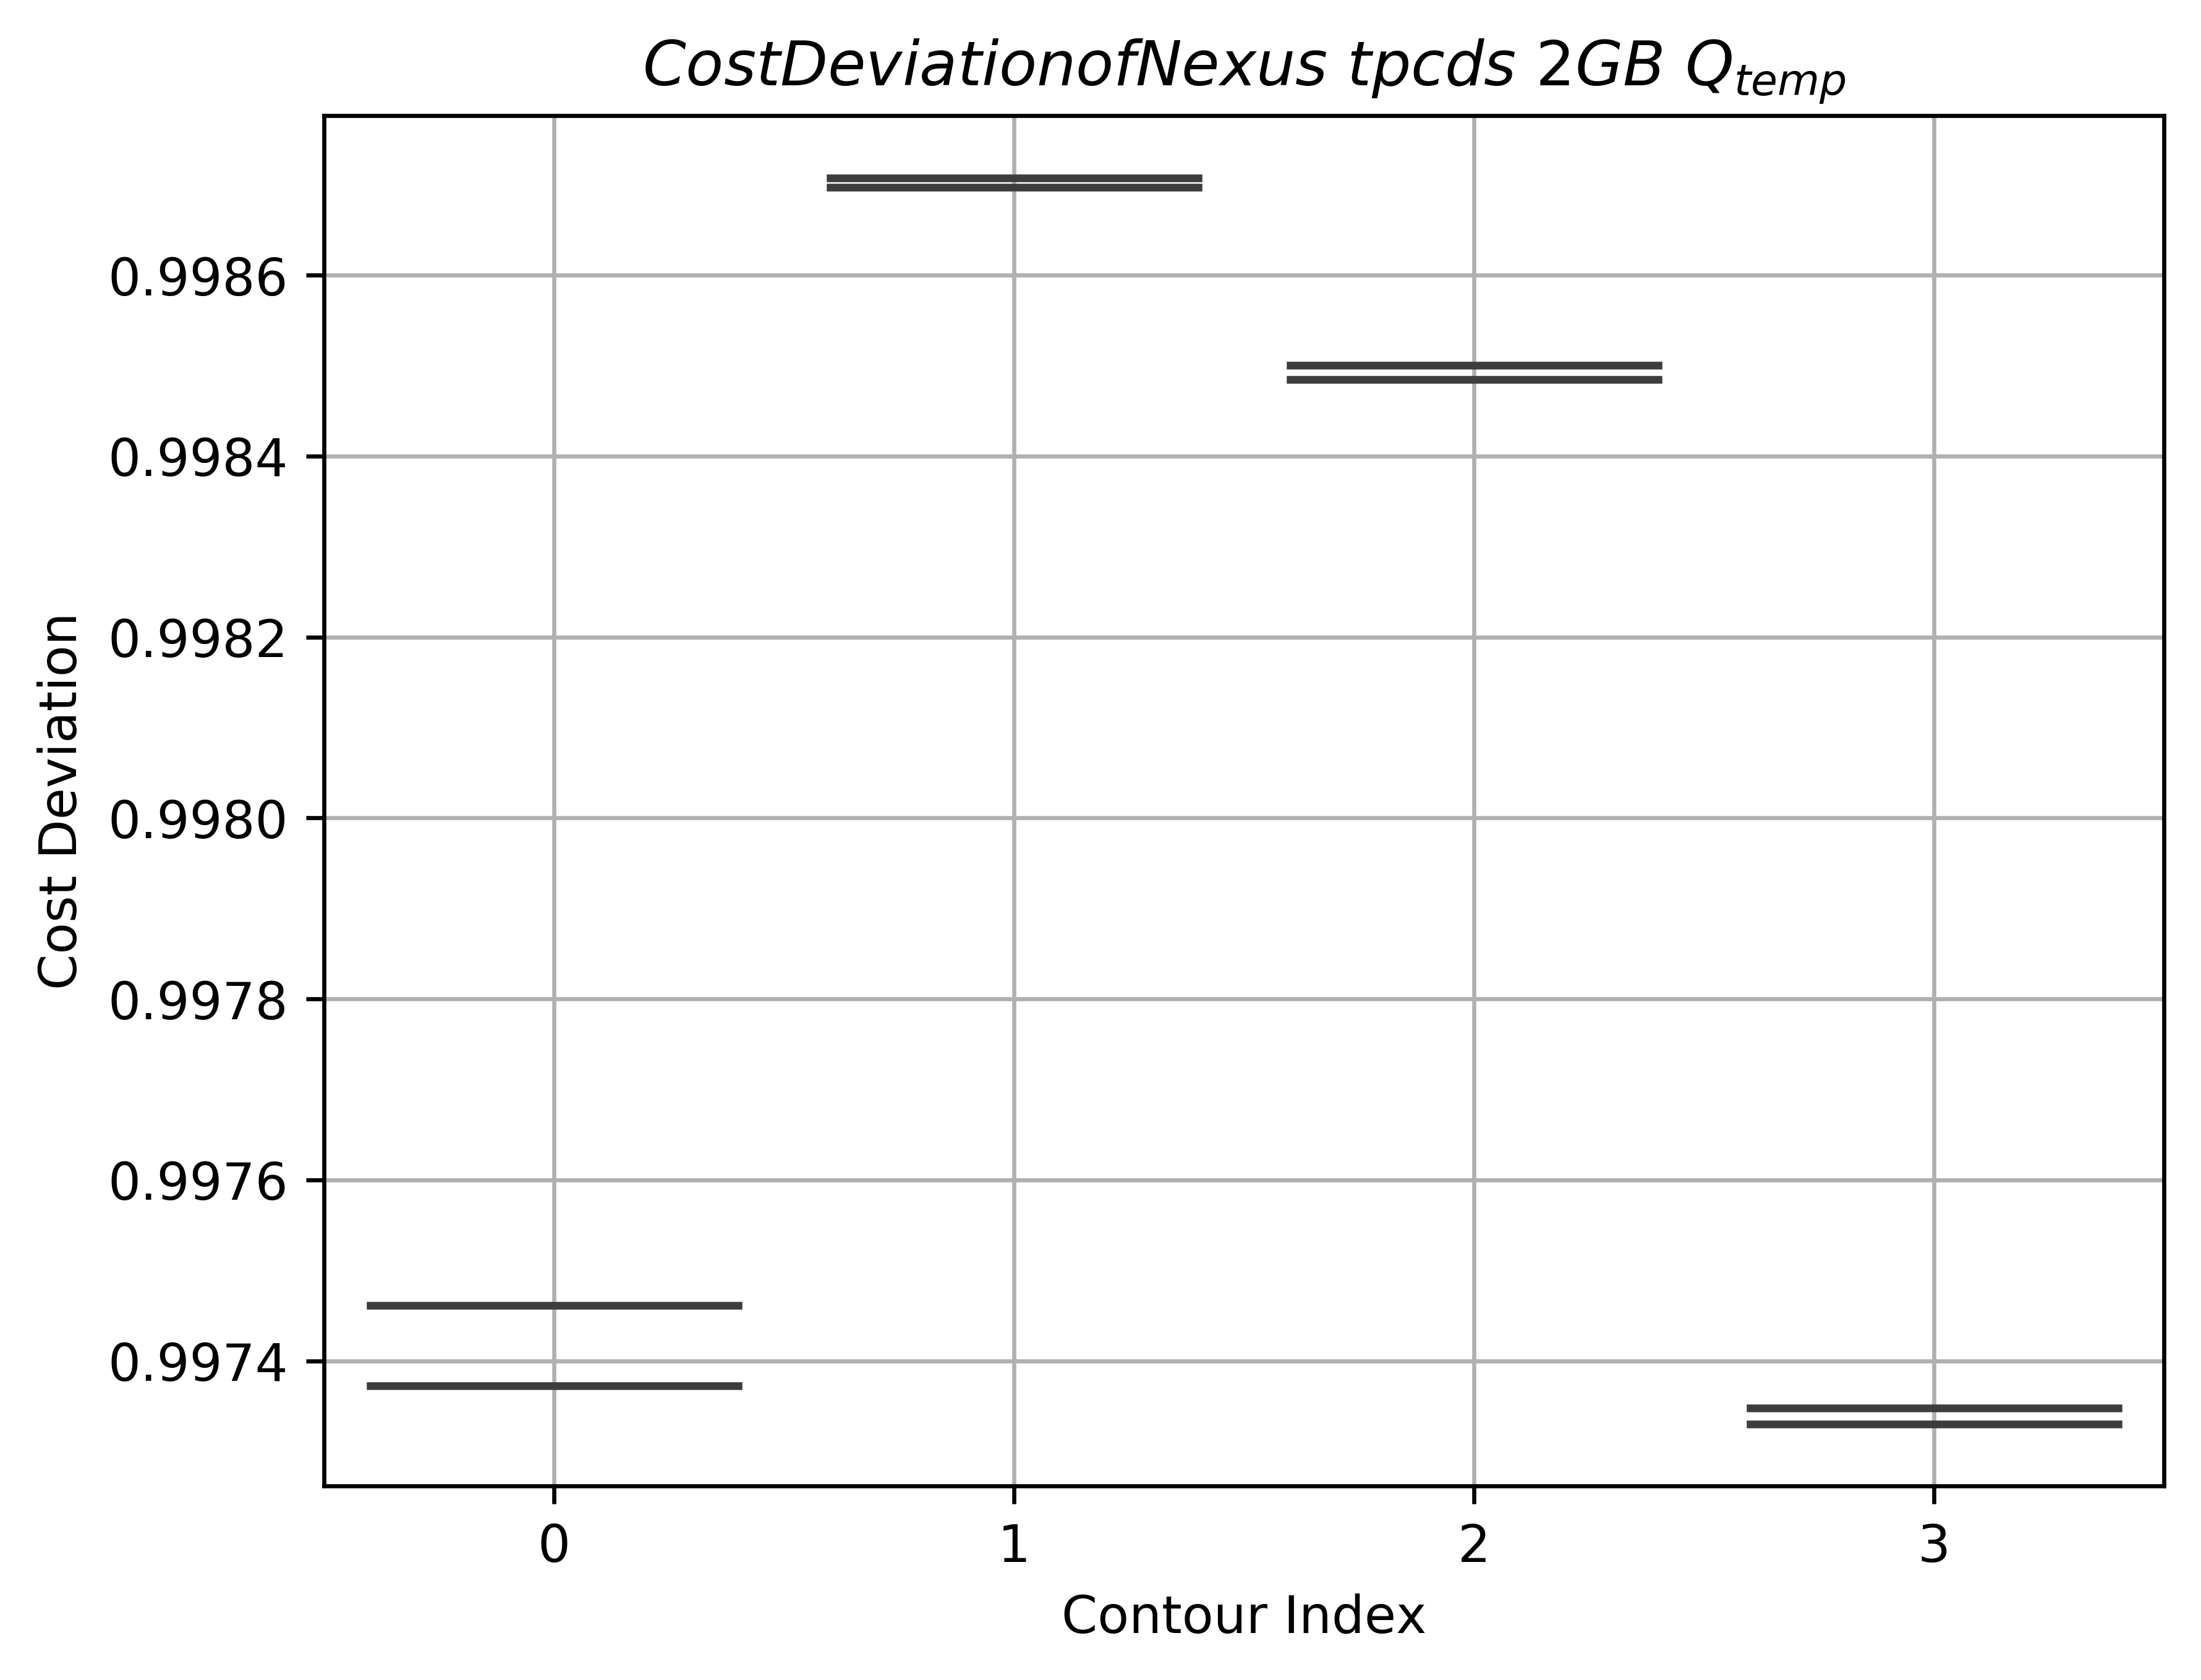 CostDeviationofNexus tpcds 2GB Q_temp
Cost Deviation
0.9986
0.9984
0.9982
0.9980
0.9978
0.9976
0.9974
0 1 2 3
Contour Index